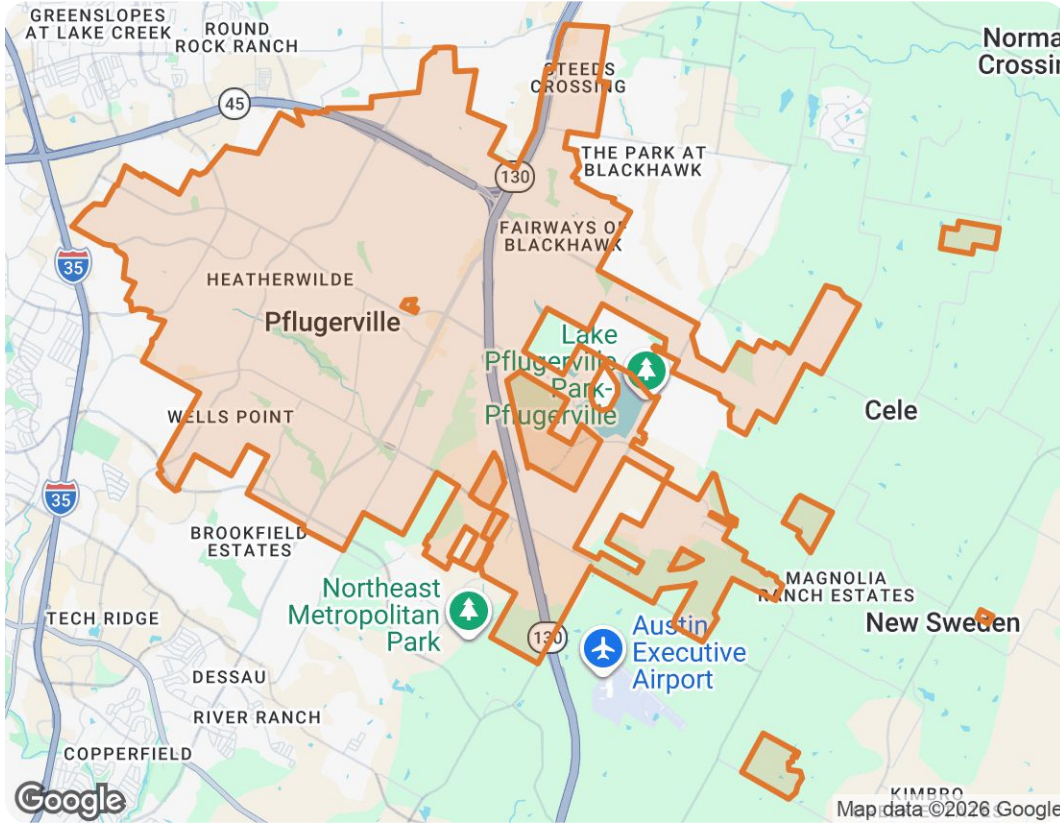 GREENSLOPES
AT LAKE CREEK
ROUND
ROCK RANCH
STEEDS
CROSSING
45
THE PARK AT
BLACKHAWK
130
FAIRWAYS OF
BLACKHAWK
35
HEATHERWILDE
Pflugerville
Lake
Pflugerville
Park-
Pflugerville
WELLS POINT
Cele
35
BROOKFIELD
ESTATES
Northeast
Metropolitan
Park
MAGNOLIA
RANCH ESTATES
TECH RIDGE
New Sweden
130
Austin
Executive
Airport
DESSAU
RIVER RANCH
COPPERFIELD
KIMBRO
Google
Map data ©2026 Google